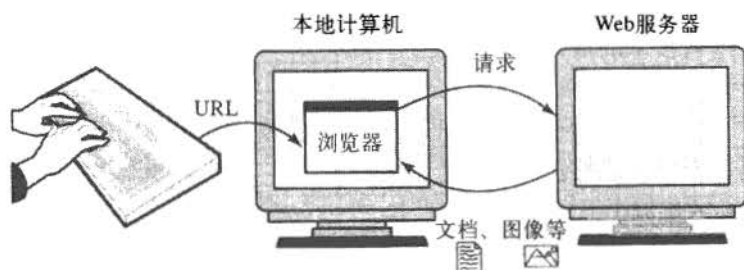 本地计算机
Web服务器
请求
URL
浏览器
文档、图像等